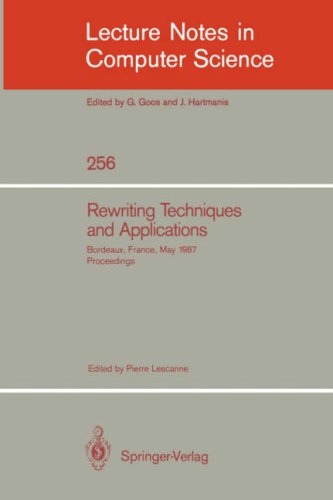 Lecture Notes in
Computer Science
Edited by G. Goos and J. Hartmanis
256
Rewriting Techniques
and Applications
Bordeaux, France, May 1987
Proceedings
Edited by Pierre Lescanne
Springer-Verlag